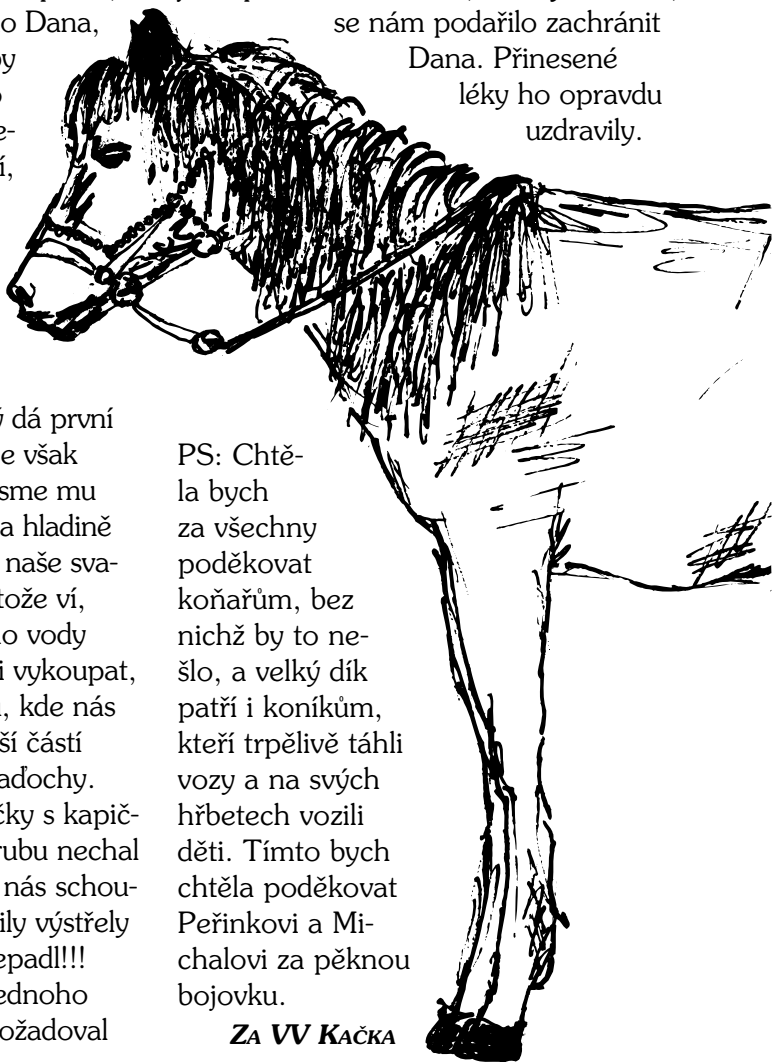 o Dana,
by
e-
í,
ý dá první
e však
sme mu
a hladině
naše sva-
tože ví,
o vody
i vykoupat,
, kde nás
ší částí
aďochy.
čky s kapič-
rubu nechal
nás schou-
ily výstřely
epadl!!!
ednoho
ožadoval
se nám podařilo zachránit
Dana. Přinesené
léky ho opravdu
uzdravily.
PS: Chtě-
la bych
za všechny
poděkovat
koňařům, bez
nichž by to ne-
šlo, a velký dík
patří i koníkům,
kteří trpělivě táhli
vozy a na svých
hřbetech vozili
děti. Tímto bych
chtěla poděkovat
Peřinkovi a Mi-
chalovi za pěknou
bojovku.
ZA VV KAČKA